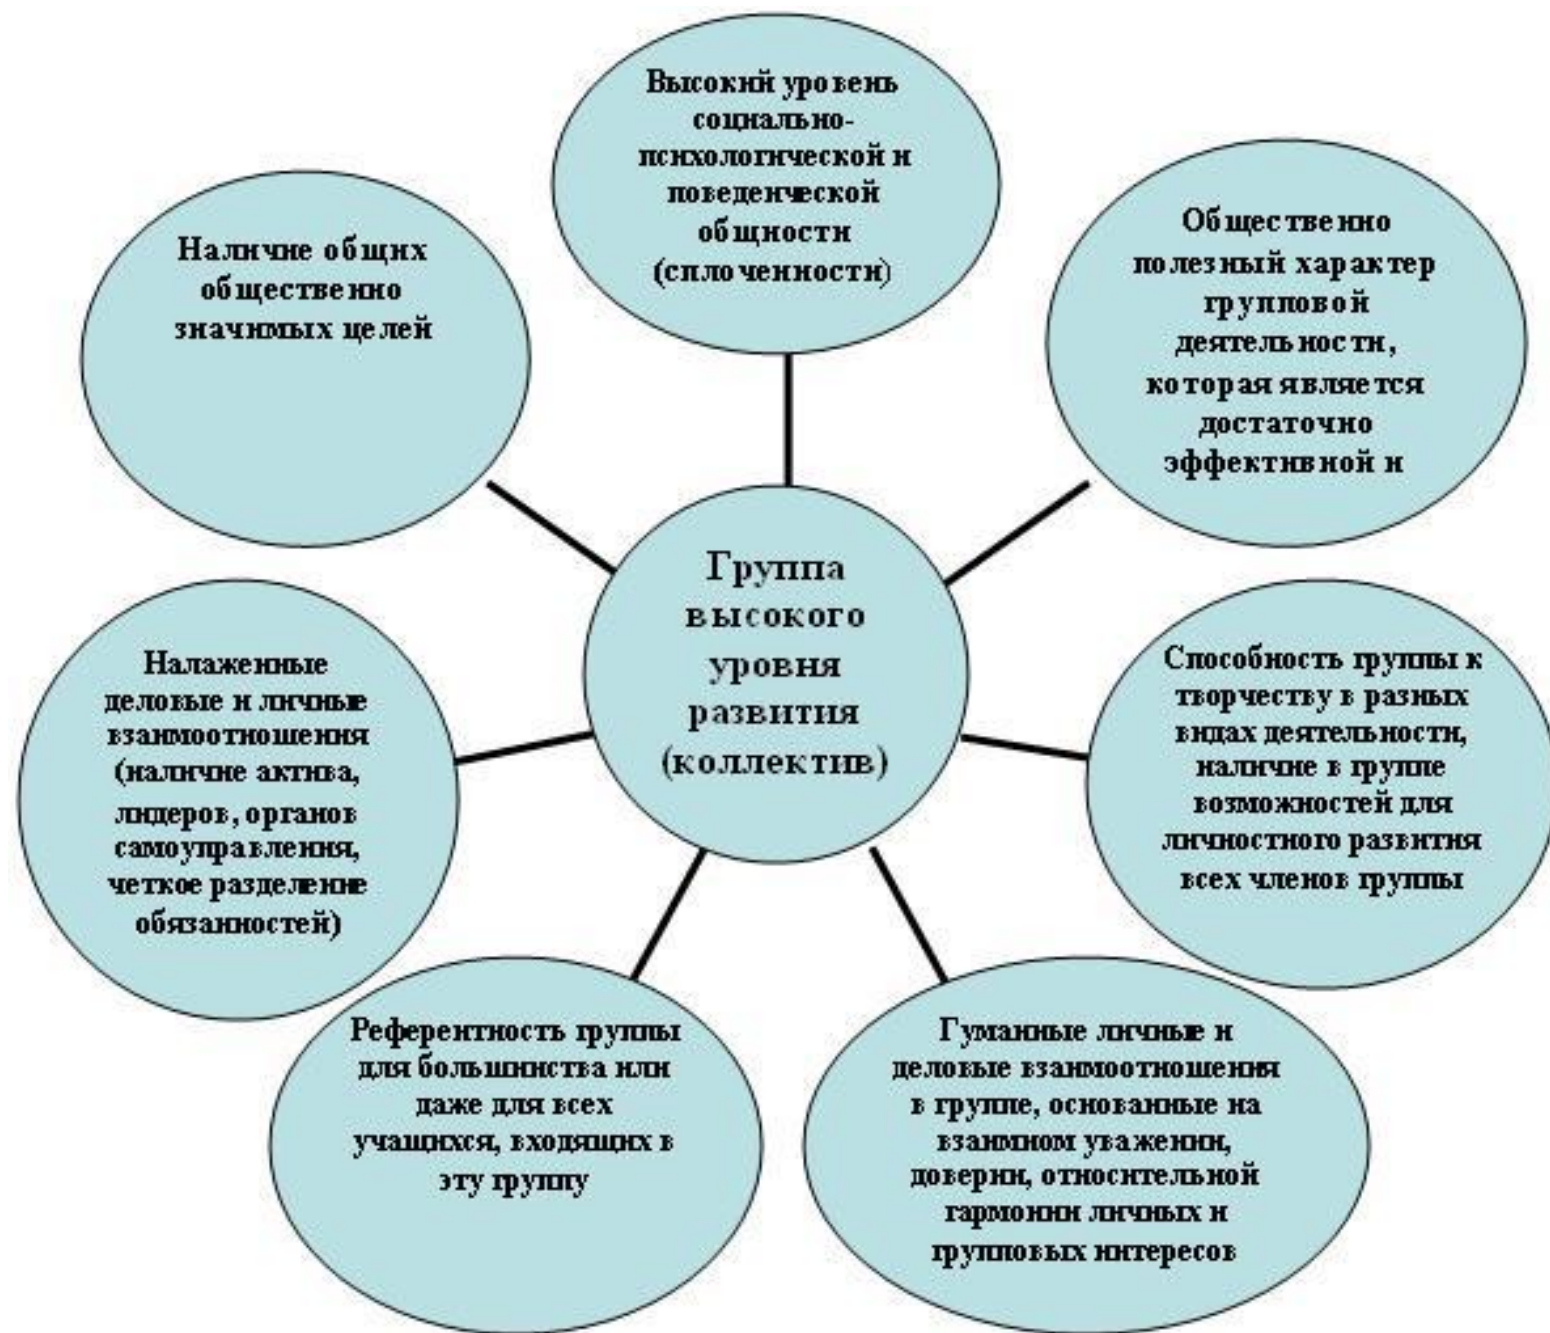 Высокий уровень
социально-
психологической и
поведенческой
общности
(сплоченности)
Общественно
полезный характер
групповой
деятельности,
которая является
достаточно
эффективной и
Наличие общих
общественно
значимых целей
Группа
высокого
уровня
развития
(коллектив)
Способность группы к
творчеству в разных
видах деятельности,
наличие в группе
возможностей для
личностного развития
всех членов группы
Налаженные
деловые и личные
взаимоотношения
(наличие актива,
лидеров, органов
самоуправления,
четкое разделение
обязанностей)
Референтность группы
для большинства или
даже для всех
учащихся, входящих в
эту группу
Гуманные личные и
деловые взаимоотношения
в группе, основанные на
взаимном уважении,
доверии, относительной
гармонии личных и
групповых интересов